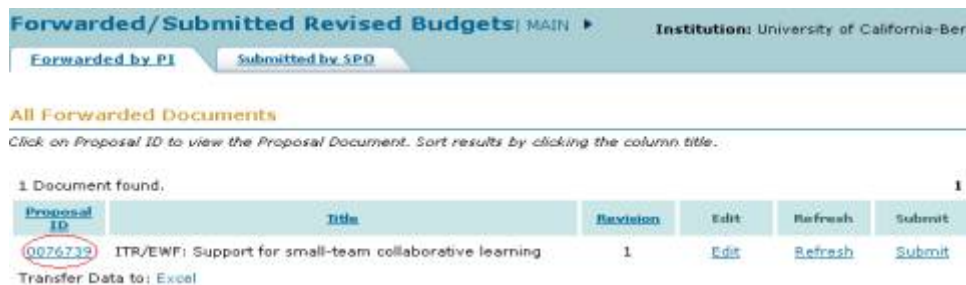 Forwarded/Submitted Revised Budgets| MAIN Institution: University of California-Ber
Forwarded by PI Submitted by SPO
All Forwarded Documents
Click on Proposal ID to view the Proposal Document. Sort results by clicking the column title.
1 Document found. 1
Proposal ID Title Revision Edit Refresh Submit
0076739 ITR/EWF: Support for small-team collaborative learning 1 Edit Refresh Submit
Transfer Data to: Excel